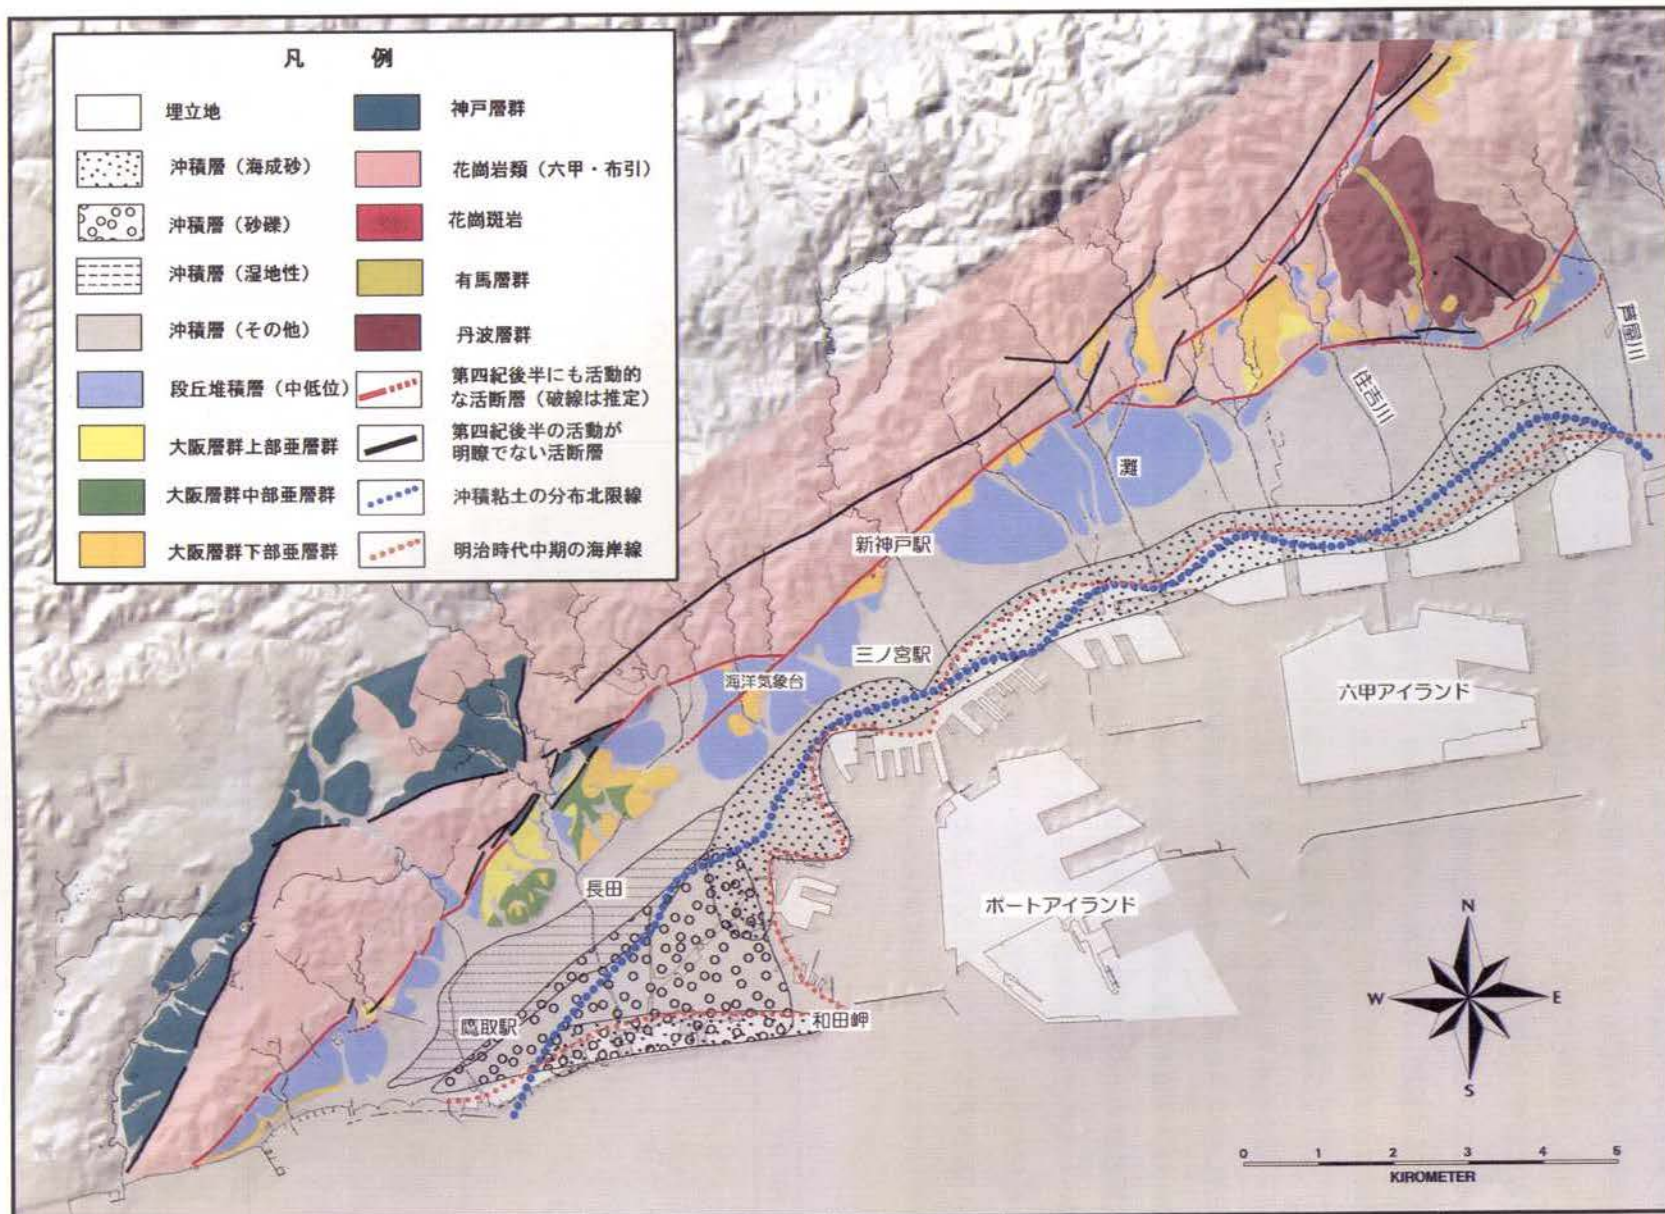 凡　例
埋立地
沖積層（海成砂）
沖積層（砂礫）
沖積層（湿地性）
沖積層（その他）
段丘堆積層（中低位）
大阪層群上部亜層群
大阪層群中部亜層群
大阪層群下部亜層群
神戸層群
花崗岩類（六甲・布引）
花崗斑岩
有馬層群
丹波層群
第四紀後半にも活動的
な活断層（破線は推定）
第四紀後半の活動が
明瞭でない活断層
沖積粘土の分布北限線
明治時代中期の海岸線
芦屋川
住吉川
灘
新神戸駅
三ノ宮駅
海洋気象台
六甲アイランド
長田
ポートアイランド
鷹取駅
和田岬
N
W
E
S
0 1 2 3 4 5
KIROMETER